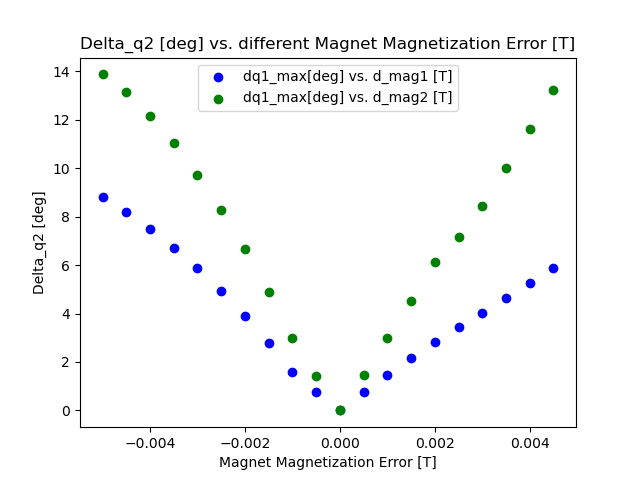 Delta_q2 [deg] vs. different Magnet Magnetization Error [T]
dq1_max[deg] vs. d_mag1 [T]
dq1_max[deg] vs. d_mag2 [T]
Delta_q2 [deg]
14
12
10
8
6
4
2
0
−0.004
−0.002
0.000
0.002
0.004
Magnet Magnetization Error [T]